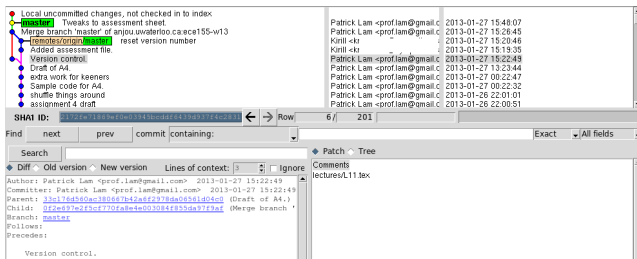 Local uncommitted changes, not checked in to index
master Tweaks to assessment sheet. Patrick Lam <prof.lam@gmail.c 2013-01-27 15:48:07
Merge branch 'master' of anjou.uwaterloo.ca:ece155-w13 Patrick Lam <prof.lam@gmail.c 2013-01-27 15:26:45
remotes/origin/master reset version number Kirill <kr 2013-01-27 15:20:46
Added assessment file. Kirill <kr 2013-01-27 15:19:35
Version control. Patrick Lam <prof.lam@gmail.c 2013-01-27 15:22:49
Draft of A4. Patrick Lam <prof.lam@gmail.c 2013-01-27 13:23:44
extra work for keeners Patrick Lam <prof.lam@gmail.c 2013-01-27 00:22:47
Sample code for A4. Patrick Lam <prof.lam@gmail.c 2013-01-27 00:22:32
shuffle things around Patrick Lam <prof.lam@gmail.c 2013-01-26 22:01:01
assignment 4 draft Patrick Lam <prof.lam@gmail.c 2013-01-26 22:00:51
SHA1 ID: Row 6 / 201
Find next prev commit containing: Exact All fields
Search
Diff Old version New version Lines of context: 3 Ignore
Author: Patrick Lam <prof.lam@gmail.com> 2013-01-27 15:22:49
Committer: Patrick Lam <prof.lam@gmail.com> 2013-01-27 15:22:49
Parent: (Draft of A4.)
Child: (Merge branch '
Branch: master
Follows:
Precedes:
Version control.
Patch Tree
Comments
lectures/L11.tex